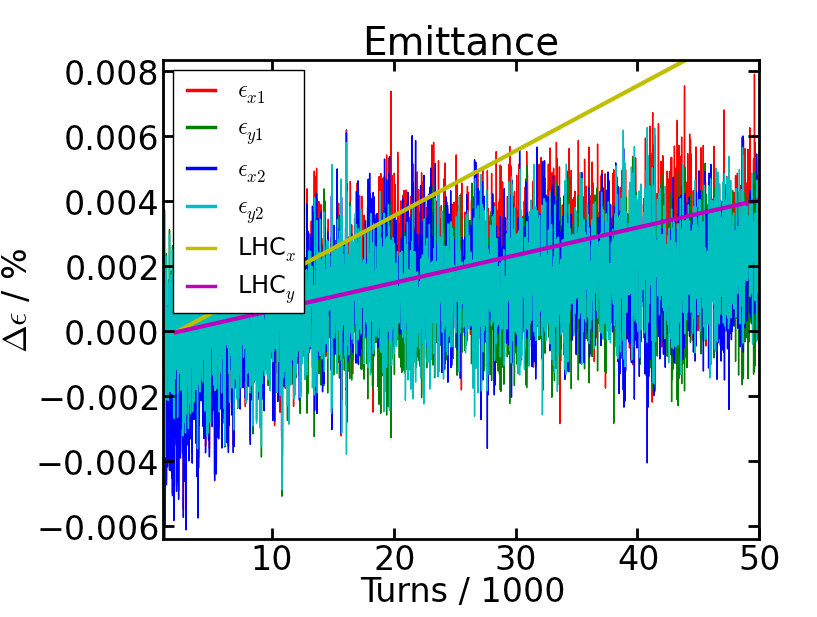 Emittance
Δϵ / %
0.008
0.006
0.004
0.002
0.000
−0.002
−0.004
−0.006
ϵx1
ϵy1
ϵx2
ϵy2
LHCx
LHCy
10 20 30 40 50
Turns / 1000